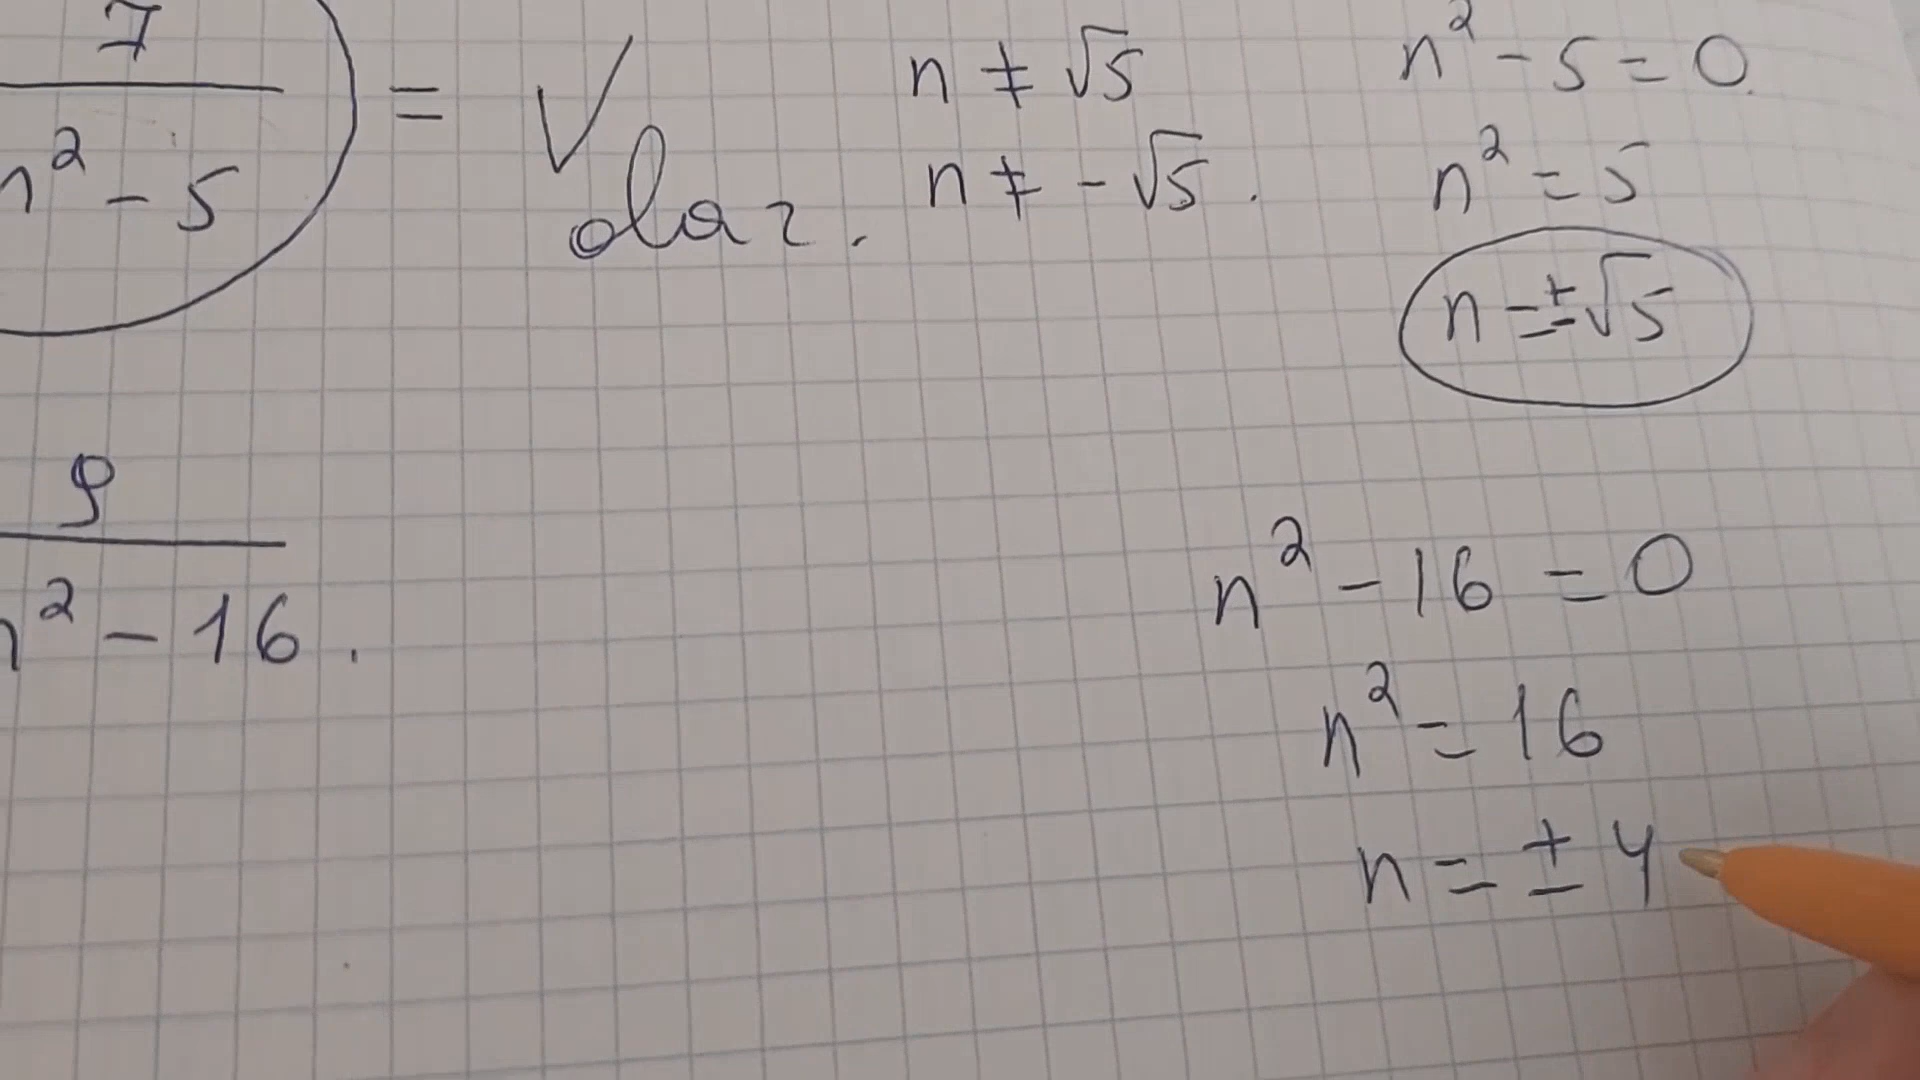 7 / n² - 5 = V
olar.
n ≠ √5
n ≠ - √5.
n² - 5 = 0.
n² = 5
n = ± √5
9 / n² - 16.
n² - 16 = 0
n² = 16
n = ± 4